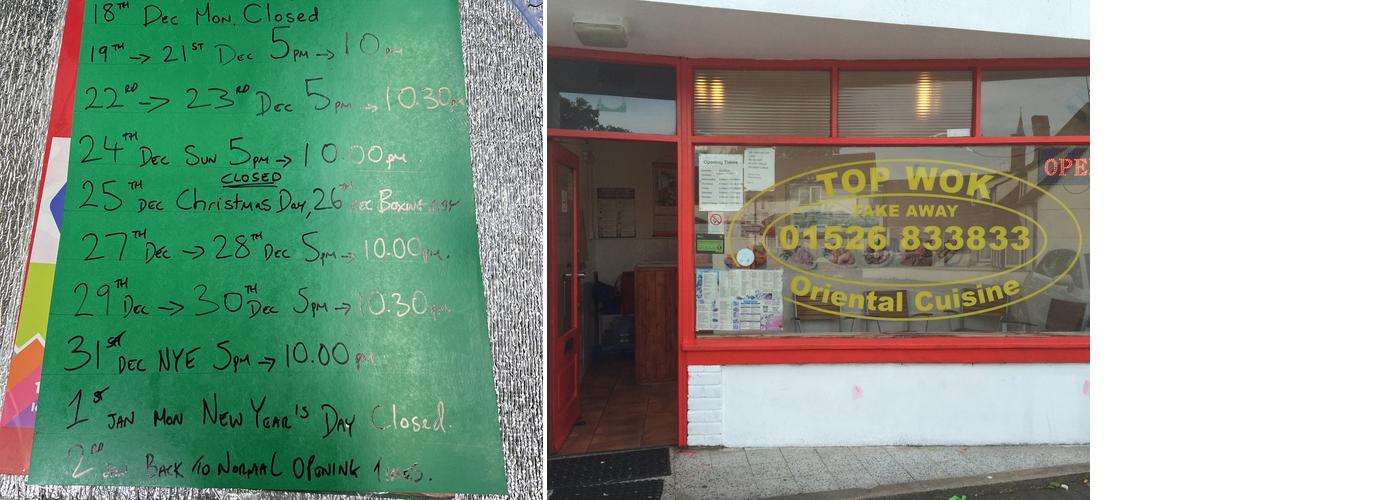 18TH Dec Mon. Closed
19TH → 21ST Dec 5pm → 10pm
22RD → 23RD Dec 5pm → 10.30pm
24TH Dec Sun 5pm → 10.00pm
CLOSED
25TH Dec Christmas Day, 26TH Dec Boxing Day
27TH Dec → 28TH Dec 5pm → 10.00pm.
29TH Dec → 30TH Dec 5pm → 10.30pm
31ST Dec NYE 5pm → 10.00pm
1ST JAN MON NEW YEAR'S DAY Closed.
2RD Jan BACK TO NORMAL OPENING Times.
Opening Times
OPE
TOP WOK
TAKE AWAY
01526 833833
Oriental Cuisine